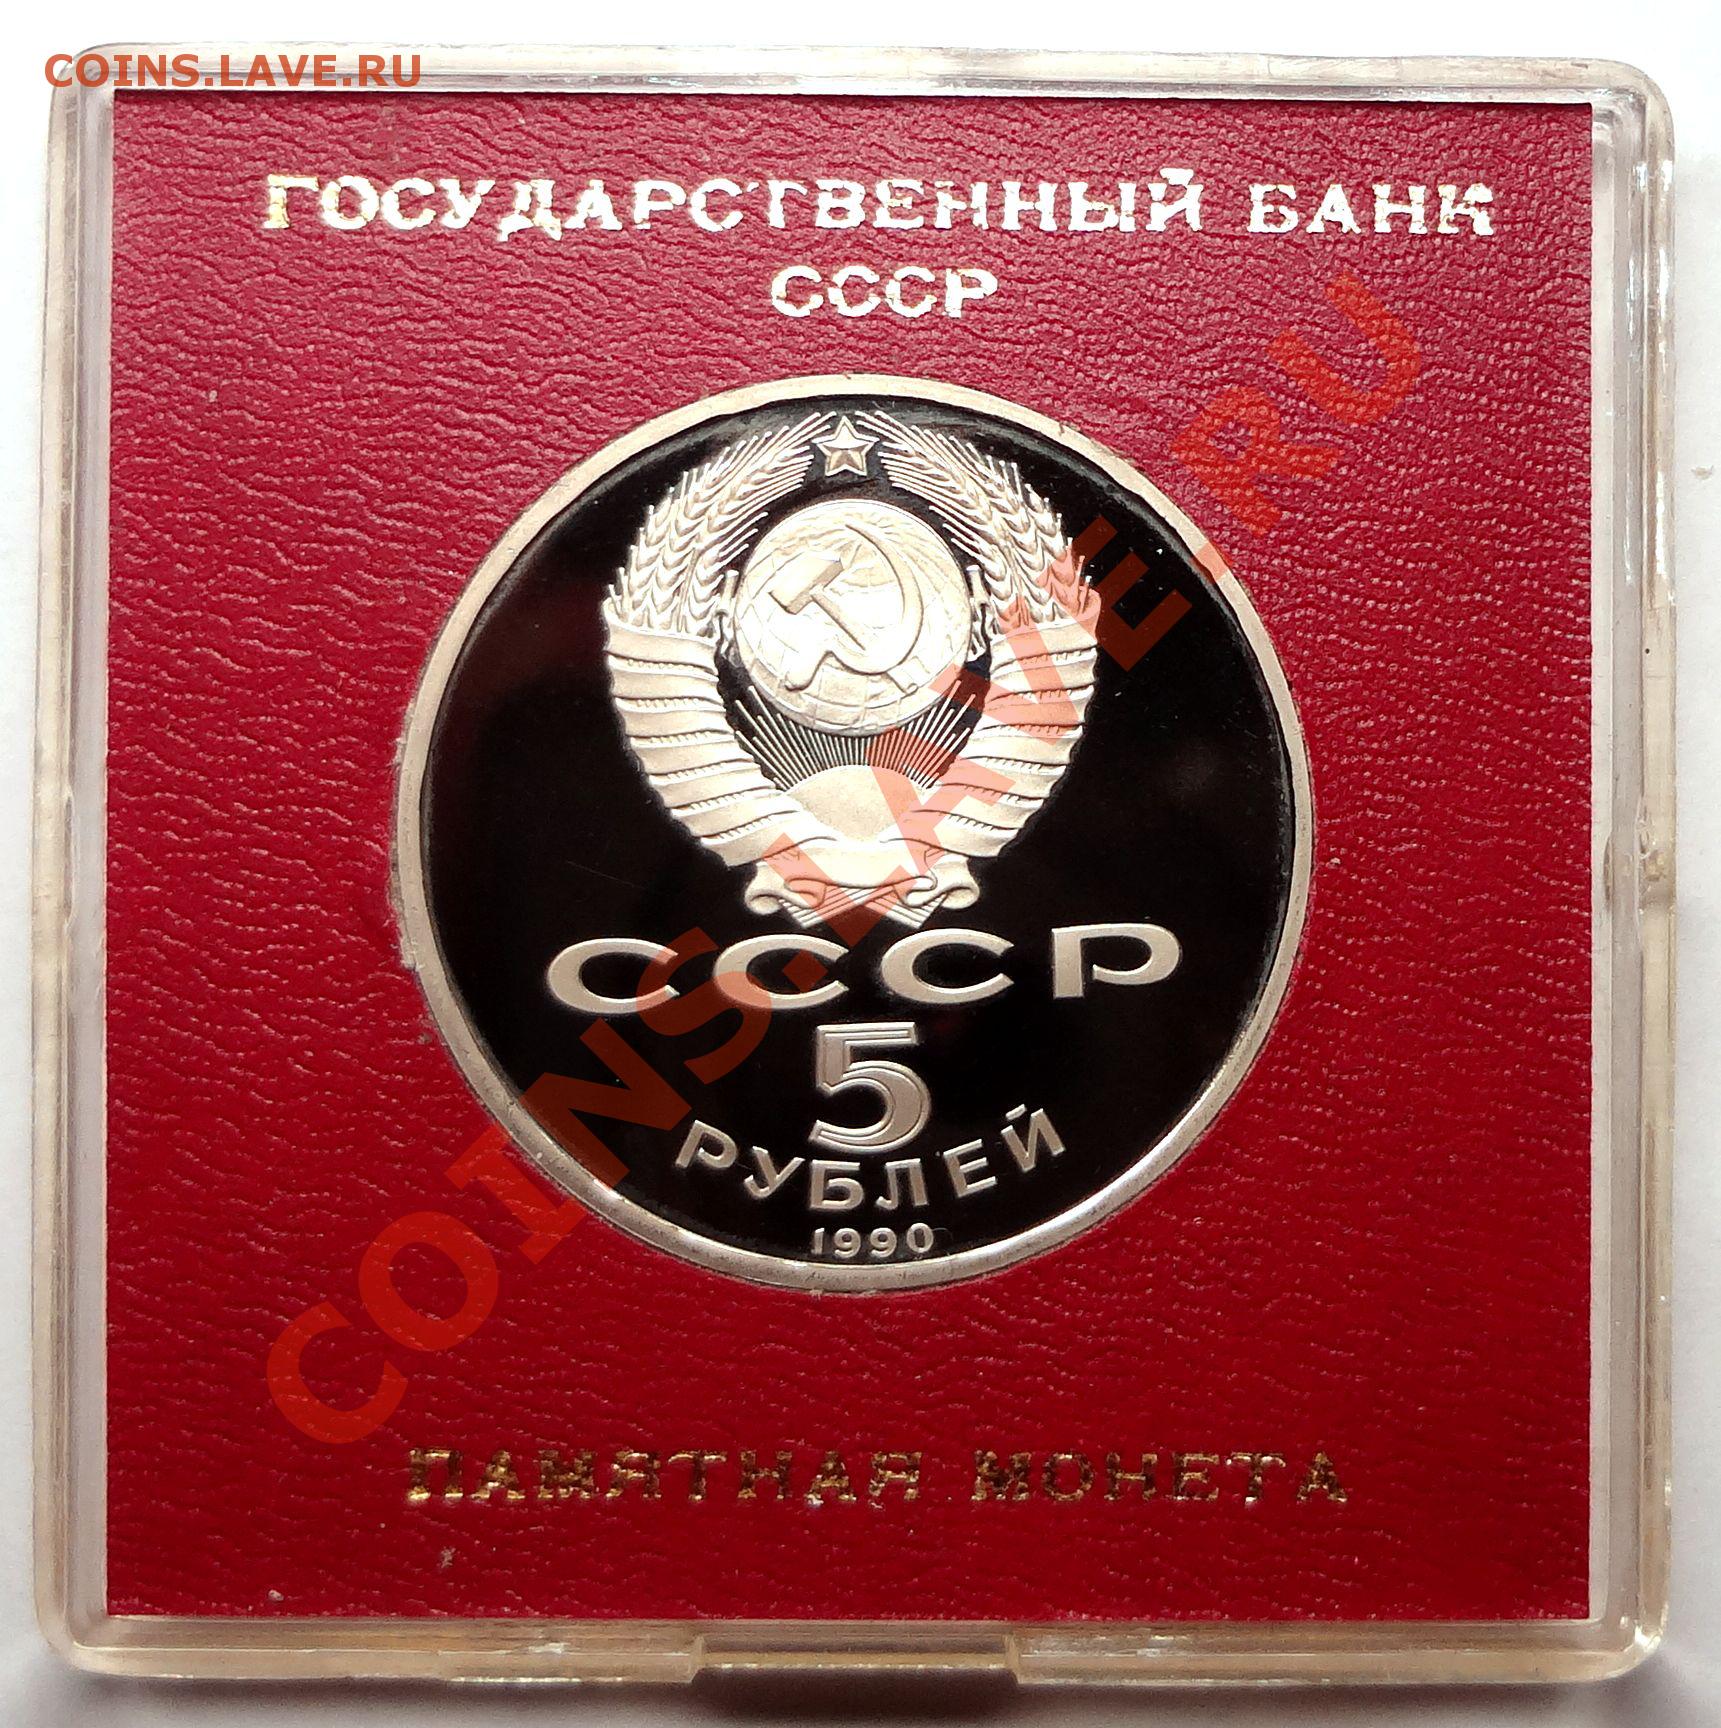 COINS.LAVE.RU
ГОСУДАРСТВЕННЫЙ БАНК
СССР
COINS.LAVE.RU
СССР
5
РУБЛЕЙ
1990
ПАМЯТНАЯ МОНЕТА